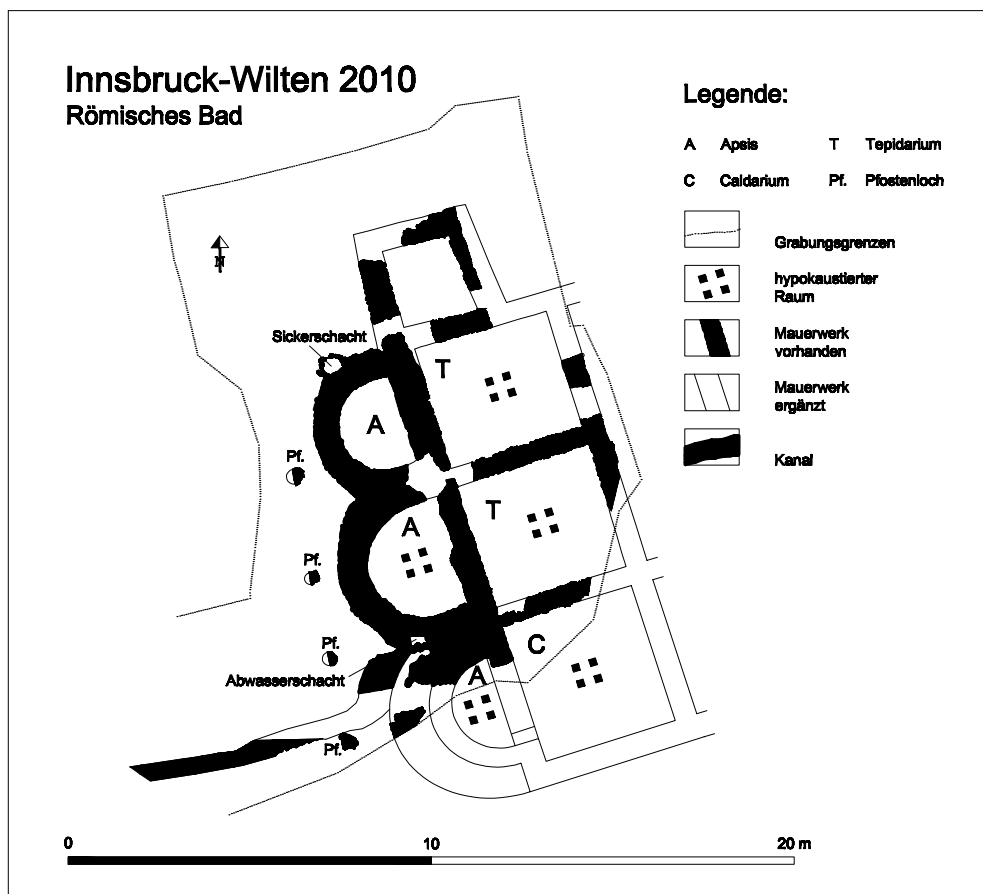 Innsbruck-Wilten 2010
Römisches Bad
Legende:
A Apsis T Tepidarium
C Caldarium Pf. Pfostenloch
Grabungsgrenzen
hypokaustierter
Raum
Mauerwerk
vorhanden
Mauerwerk
ergänzt
Kanal
N
Sickerschacht
T
A
Pf.
T
A
Pf.
Pf.
C
Abwasserschacht
A
Pf.
0 10 20 m